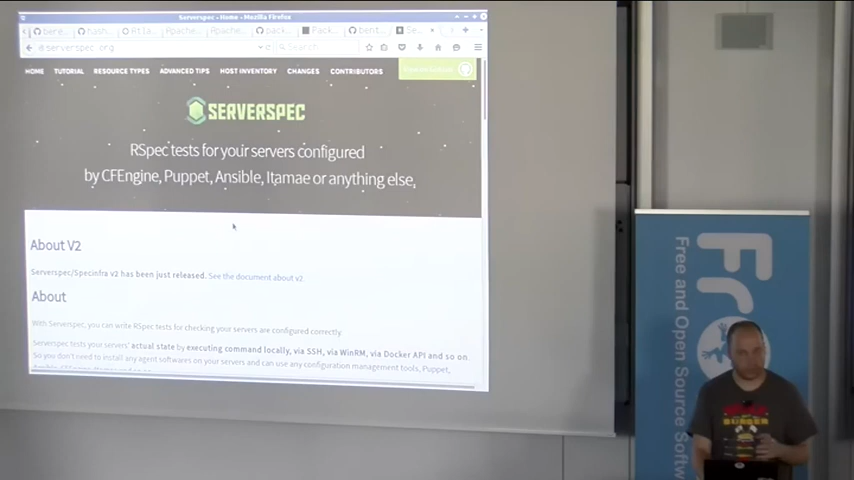 Serverspec - Home - Mozilla Firefox
serverspec.org
Search
HOME TUTORIAL RESOURCE TYPES ADVANCED TIPS HOST INVENTORY CHANGES CONTRIBUTORS
SERVERSPEC
RSpec tests for your servers configured
by CFEngine, Puppet, Ansible, Itamae or anything else,
About V2
Serverspec/Specinfra v2 has been just released. See the document about v2
About
With Serverspec, you can write RSpec tests for checking your servers are configured correctly.
Serverspec tests your servers' actual state by executing command locally, via SSH, via WinRM, via Docker API and so on.
So you don't need to install any agent softwares on your servers and can use any configuration management tools, Puppet,
Free and Open Source Softw
BURGER